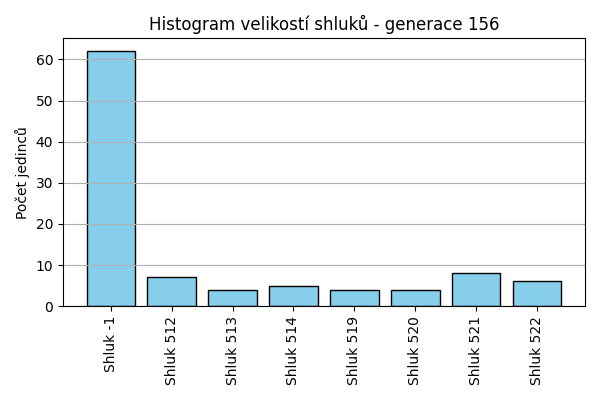 Histogram velikostí shluků - generace 156
Počet jedinců
60
50
40
30
20
10
0
Shluk -1
Shluk 512
Shluk 513
Shluk 514
Shluk 519
Shluk 520
Shluk 521
Shluk 522